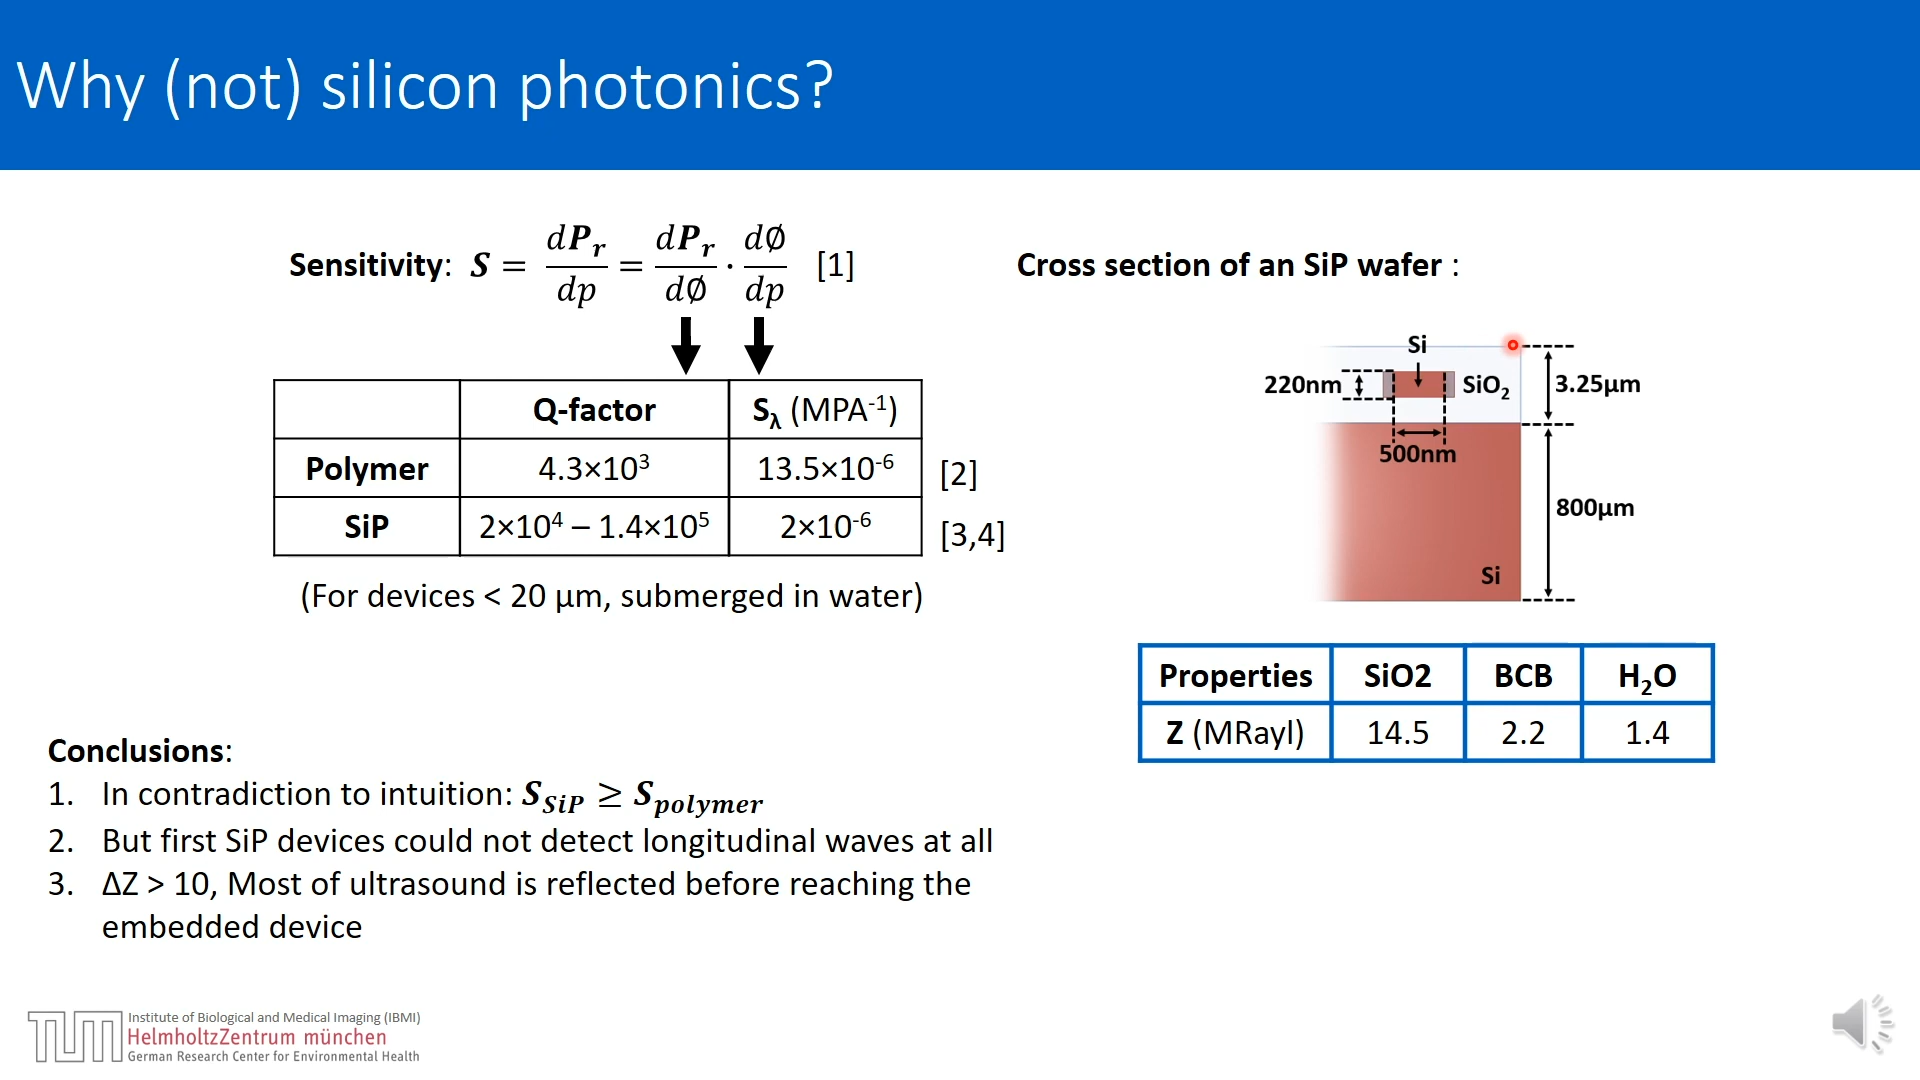 Why (not) silicon photonics?
Sensitivity: S = dPr/dp = dPr/d∅ · d∅/dp [1]
Q-factor Sλ (MPA⁻¹)
Polymer 4.3×10³ 13.5×10⁻⁶ [2]
SiP 2×10⁴ – 1.4×10⁵ 2×10⁻⁶ [3,4]
(For devices < 20 µm, submerged in water)
Conclusions:
1. In contradiction to intuition: S_SiP ≥ S_polymer
2. But first SiP devices could not detect longitudinal waves at all
3. ΔZ > 10, Most of ultrasound is reflected before reaching the
embedded device
Cross section of an SiP wafer :
Si
220nm SiO₂ 3.25µm
500nm
800µm
Si
Properties SiO2 BCB H₂O
Z (MRayl) 14.5 2.2 1.4
TUM
Institute of Biological and Medical Imaging (IBMI)
HelmholtzZentrum münchen
German Research Center for Environmental Health